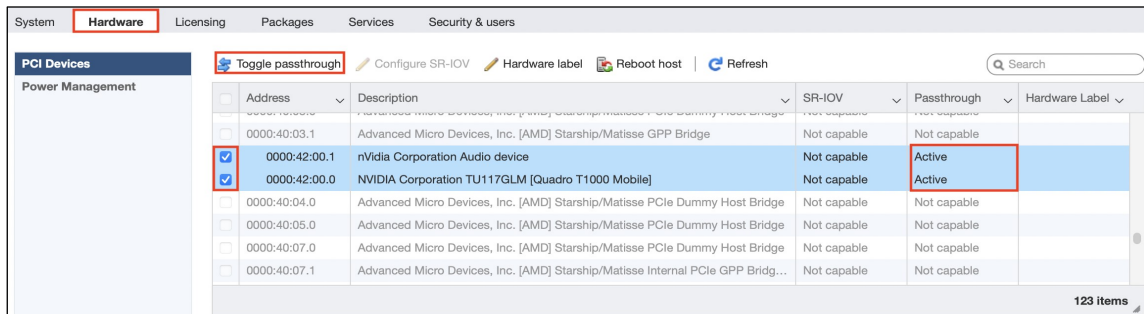 System Hardware Licensing Packages Services Security & users
PCI Devices
Power Management
Toggle passthrough Configure SR-IOV Hardware label Reboot host Refresh Search
Address Description SR-IOV Passthrough Hardware Label
0000:40:03.1 Advanced Micro Devices, Inc. [AMD] Starship/Matisse GPP Bridge Not capable Not capable
0000:42:00.1 nVidia Corporation Audio device Not capable Active
0000:42:00.0 NVIDIA Corporation TU117GLM [Quadro T1000 Mobile] Not capable Active
0000:40:04.0 Advanced Micro Devices, Inc. [AMD] Starship/Matisse PCIe Dummy Host Bridge Not capable Not capable
0000:40:05.0 Advanced Micro Devices, Inc. [AMD] Starship/Matisse PCIe Dummy Host Bridge Not capable Not capable
0000:40:07.0 Advanced Micro Devices, Inc. [AMD] Starship/Matisse PCIe Dummy Host Bridge Not capable Not capable
0000:40:07.1 Advanced Micro Devices, Inc. [AMD] Starship/Matisse Internal PCIe GPP Bridg... Not capable Not capable
123 items